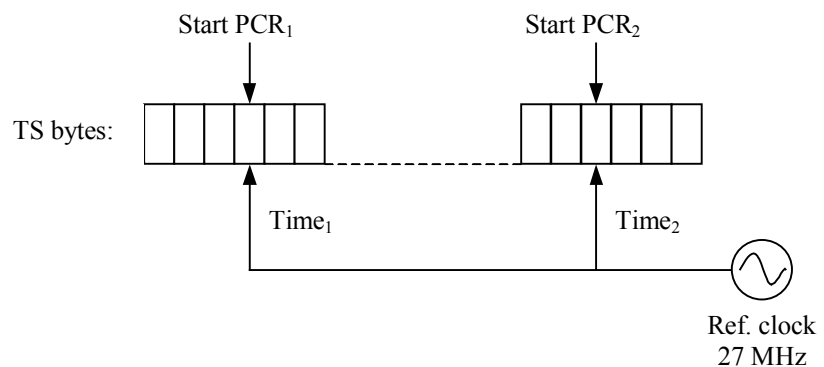 Start PCR₁
Start PCR₂
TS bytes:
Time₁
Time₂
Ref. clock
27 MHz